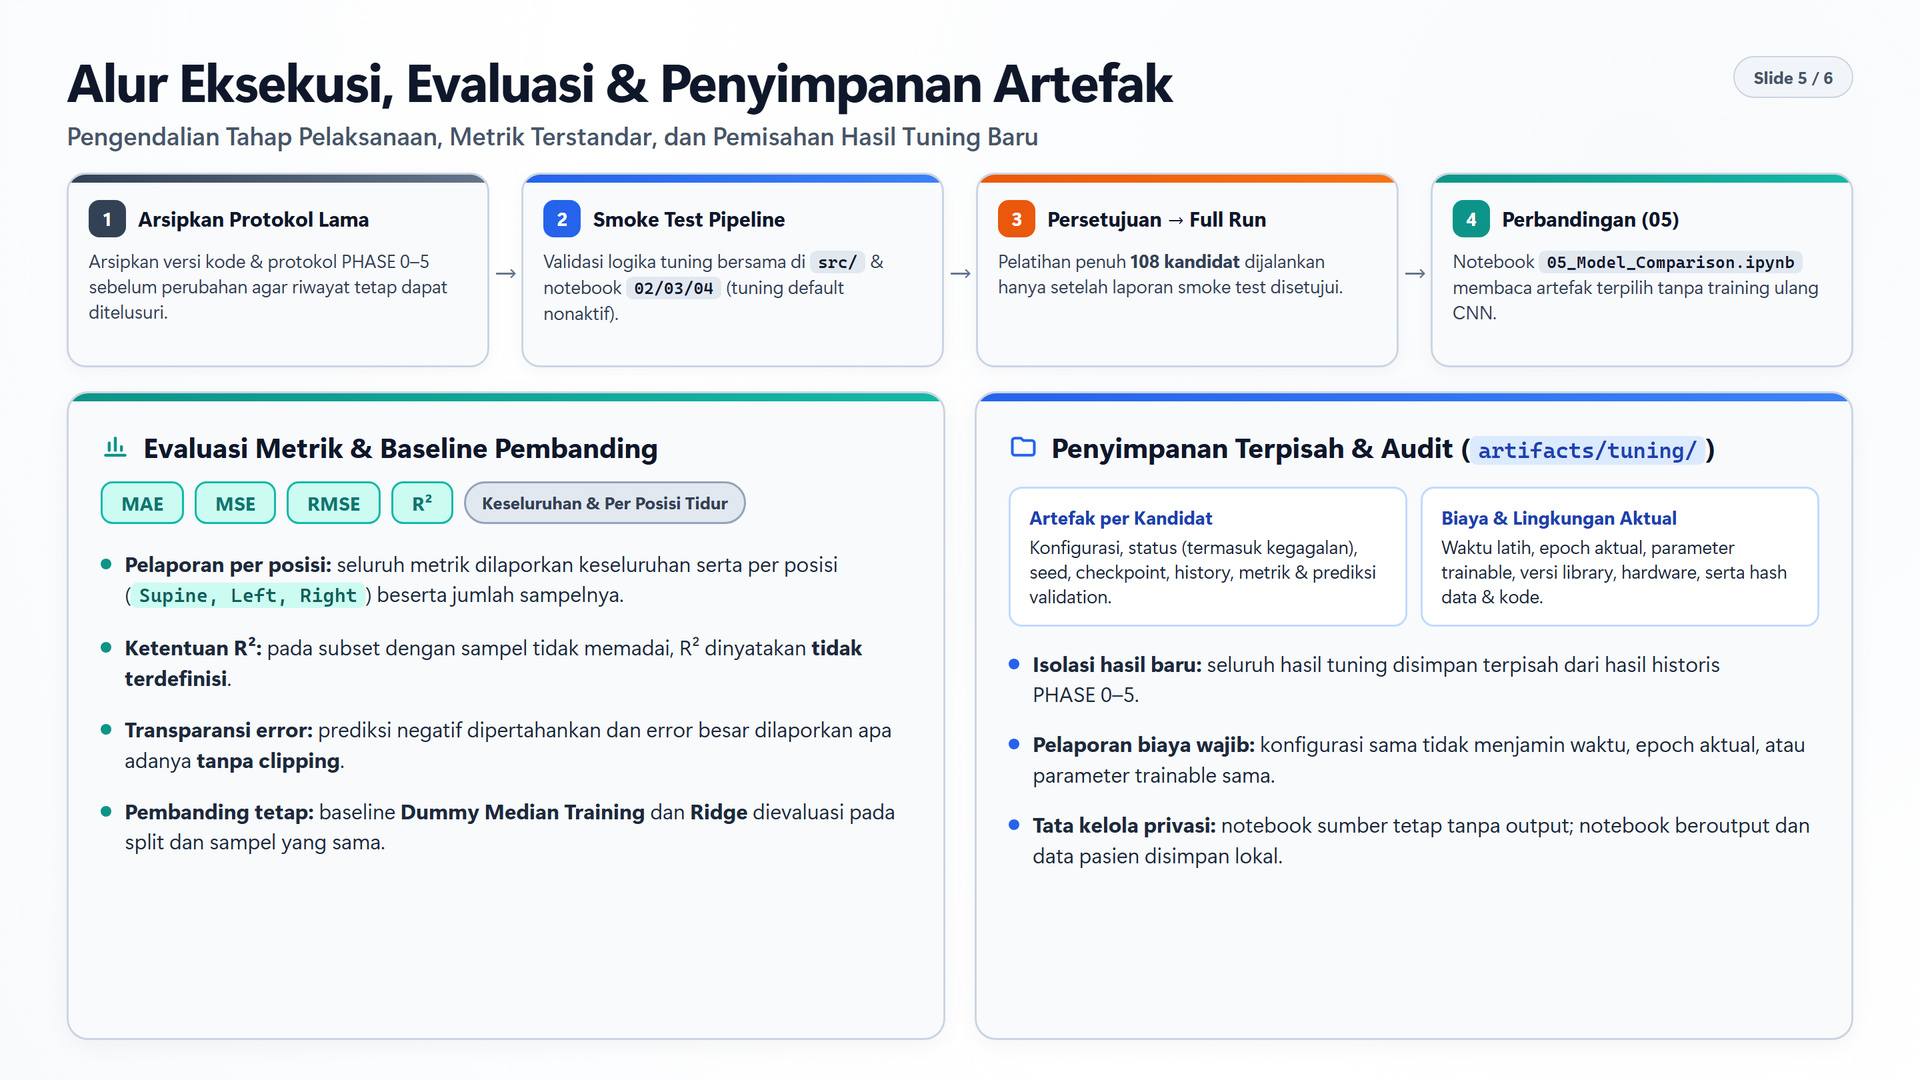 Alur Eksekusi, Evaluasi & Penyimpanan Artefak
Slide 5 / 6
Pengendalian Tahap Pelaksanaan, Metrik Terstandar, dan Pemisahan Hasil Tuning Baru
1 Arsipkan Protokol Lama
Arsipkan versi kode & protokol PHASE 0–5
sebelum perubahan agar riwayat tetap dapat
ditelusuri.
→
2 Smoke Test Pipeline
Validasi logika tuning bersama di src/ &
notebook 02/03/04 (tuning default
nonaktif).
→
3 Persetujuan → Full Run
Pelatihan penuh 108 kandidat dijalankan
hanya setelah laporan smoke test disetujui.
→
4 Perbandingan (05)
Notebook 05_Model_Comparison.ipynb
membaca artefak terpilih tanpa training ulang
CNN.
Evaluasi Metrik & Baseline Pembanding
MAE MSE RMSE R² Keseluruhan & Per Posisi Tidur
Pelaporan per posisi: seluruh metrik dilaporkan keseluruhan serta per posisi
(Supine, Left, Right) beserta jumlah sampelnya.
Ketentuan R²: pada subset dengan sampel tidak memadai, R² dinyatakan tidak
terdefinisi.
Transparansi error: prediksi negatif dipertahankan dan error besar dilaporkan apa
adanya tanpa clipping.
Pembanding tetap: baseline Dummy Median Training dan Ridge dievaluasi pada
split dan sampel yang sama.
Penyimpanan Terpisah & Audit (artifacts/tuning/)
Artefak per Kandidat
Konfigurasi, status (termasuk kegagalan),
seed, checkpoint, history, metrik & prediksi
validation.
Biaya & Lingkungan Aktual
Waktu latih, epoch aktual, parameter
trainable, versi library, hardware, serta hash
data & kode.
Isolasi hasil baru: seluruh hasil tuning disimpan terpisah dari hasil historis
PHASE 0–5.
Pelaporan biaya wajib: konfigurasi sama tidak menjamin waktu, epoch aktual, atau
parameter trainable sama.
Tata kelola privasi: notebook sumber tetap tanpa output; notebook beroutput dan
data pasien disimpan lokal.